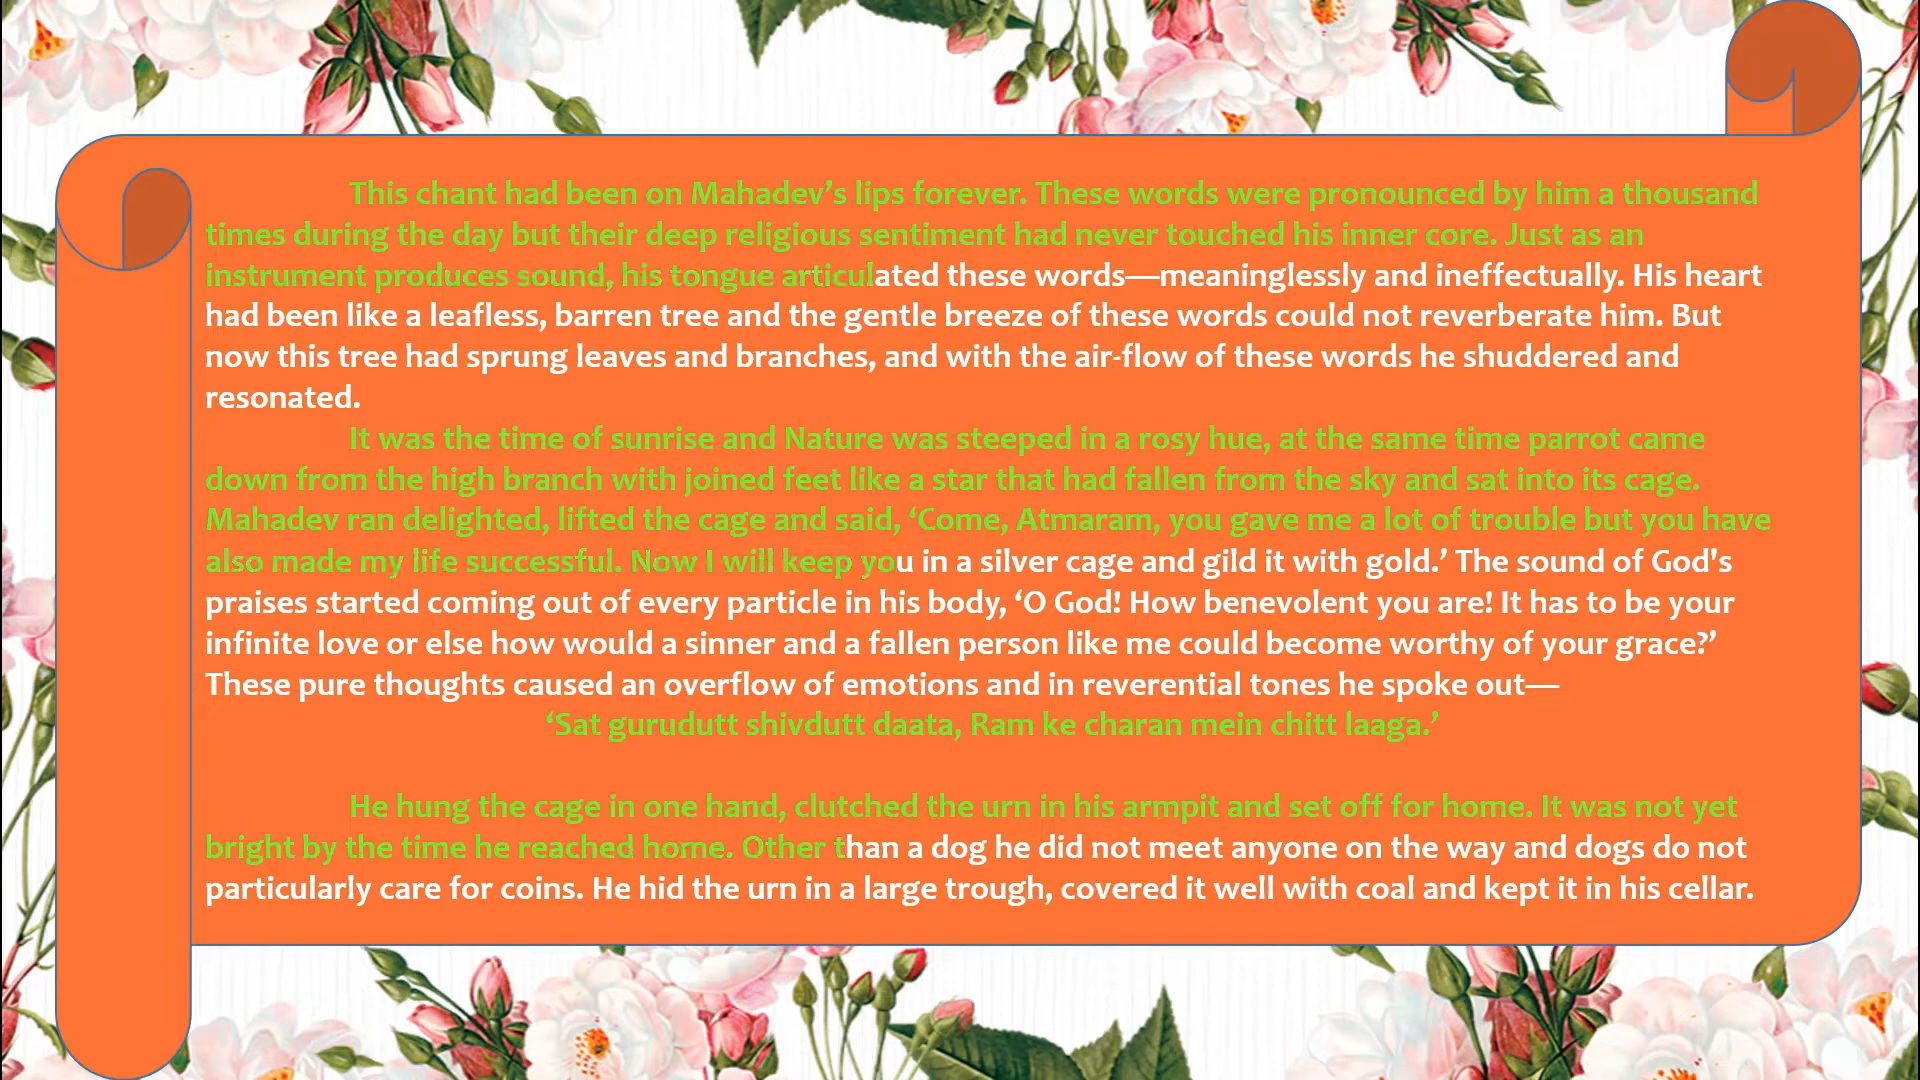 This chant had been on Mahadev’s lips forever. These words were pronounced by him a thousand
times during the day but their deep religious sentiment had never touched his inner core. Just as an
instrument produces sound, his tongue articulated these words—meaninglessly and ineffectually. His heart
had been like a leafless, barren tree and the gentle breeze of these words could not reverberate him. But
now this tree had sprung leaves and branches, and with the air-flow of these words he shuddered and
resonated.
It was the time of sunrise and Nature was steeped in a rosy hue, at the same time parrot came
down from the high branch with joined feet like a star that had fallen from the sky and sat into its cage.
Mahadev ran delighted, lifted the cage and said, ‘Come, Atmaram, you gave me a lot of trouble but you have
also made my life successful. Now I will keep you in a silver cage and gild it with gold.’ The sound of God's
praises started coming out of every particle in his body, ‘O God! How benevolent you are! It has to be your
infinite love or else how would a sinner and a fallen person like me could become worthy of your grace?’
These pure thoughts caused an overflow of emotions and in reverential tones he spoke out—
‘Sat gurudutt shivdutt daata, Ram ke charan mein chitt laaga.’
He hung the cage in one hand, clutched the urn in his armpit and set off for home. It was not yet
bright by the time he reached home. Other than a dog he did not meet anyone on the way and dogs do not
particularly care for coins. He hid the urn in a large trough, covered it well with coal and kept it in his cellar.